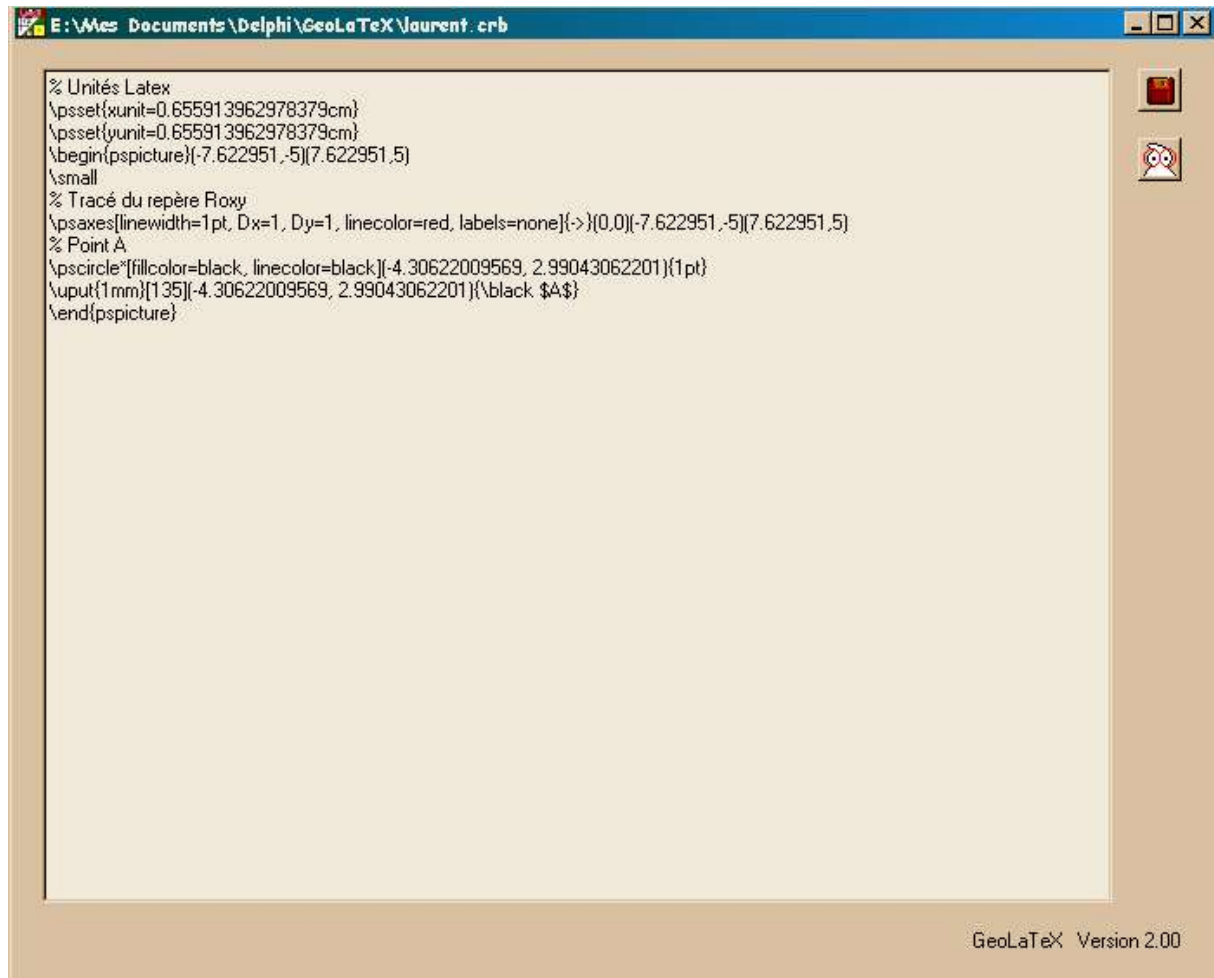 E:\Mes Documents\Delphi\GeoLaTeX\laurent.crb
% Unités Latex
\psset{xunit=0.655913962978379cm}
\psset{yunit=0.655913962978379cm}
\begin{pspicture}(-7.622951,-5)(7.622951,5)
\small
% Tracé du repère Roxy
\psaxes[linewidth=1pt, Dx=1, Dy=1, linecolor=red, labels=none]{->}(0,0)(-7.622951,-5)(7.622951,5)
% Point A
\pscircle*[fillcolor=black, linecolor=black](-4.30622009569, 2.99043062201){1pt}
\uput{1mm}[135](-4.30622009569, 2.99043062201){\black $A$}
\end{pspicture}
GeoLaTeX Version 2.00